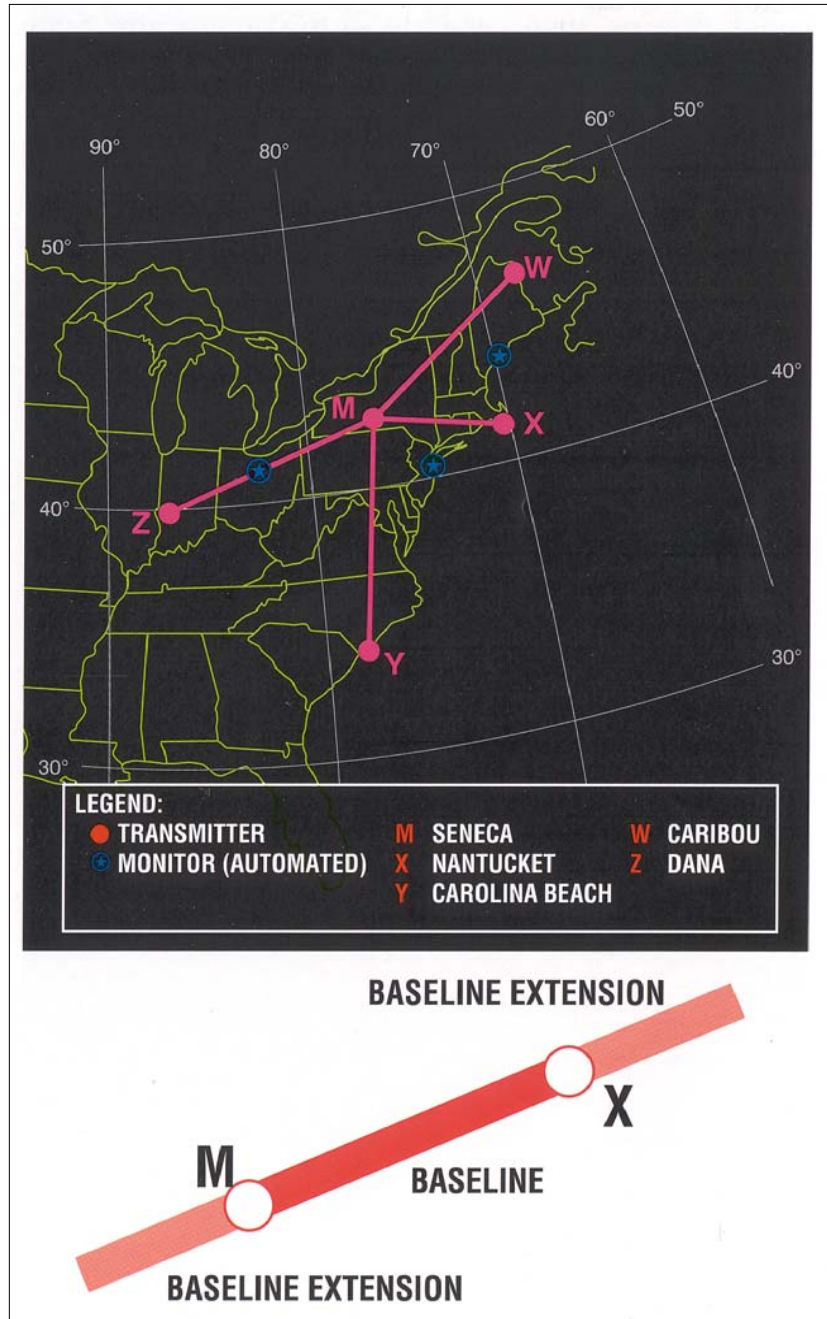 60° 50°
90° 80° 70°
50°
W
40°
M X
Z
40°
Y
30°
30°
LEGEND:
TRANSMITTER M SENECA W CARIBOU
MONITOR (AUTOMATED) X NANTUCKET Z DANA
Y CAROLINA BEACH
BASELINE EXTENSION
X
M
BASELINE
BASELINE EXTENSION